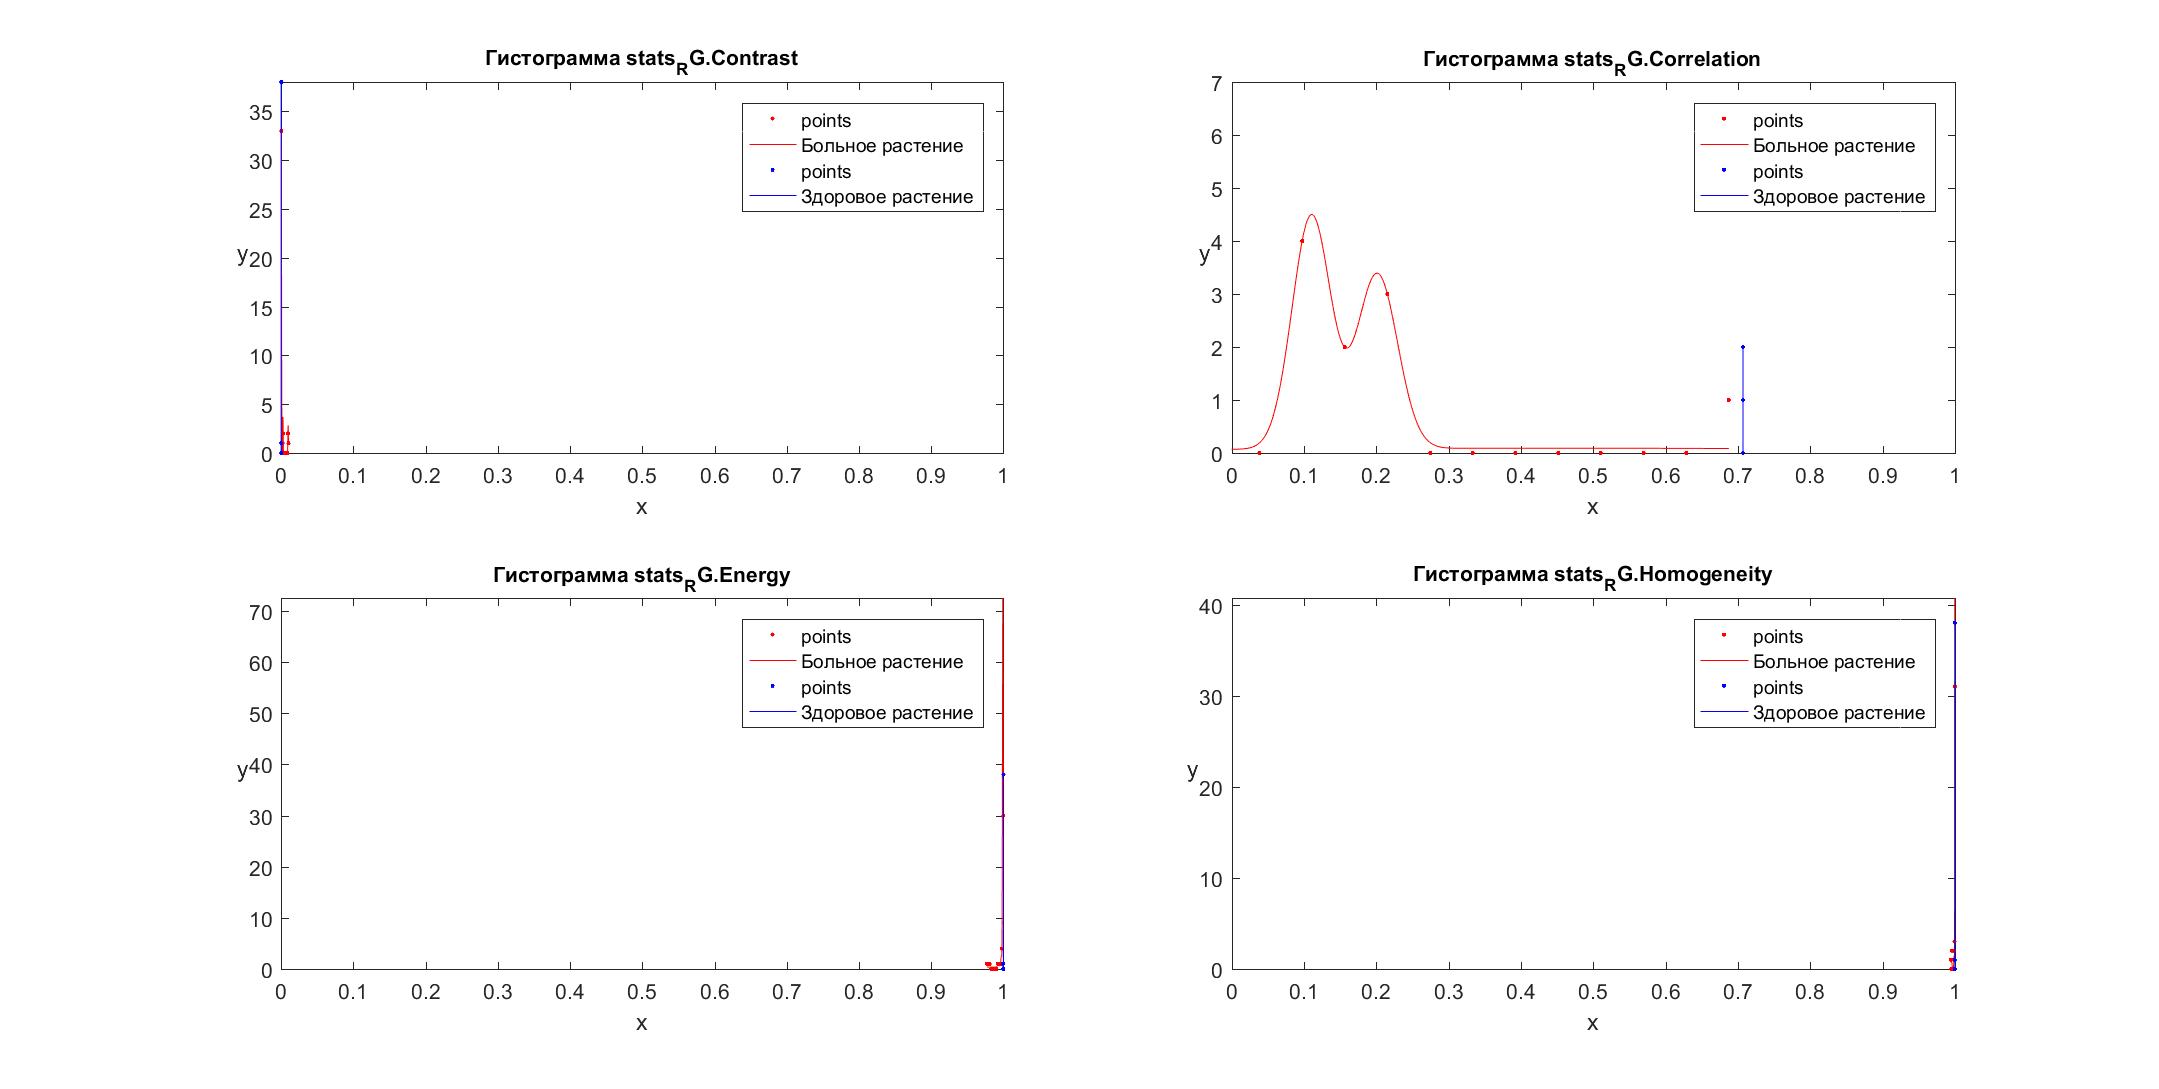 Гистограмма stats_RG.Contrast
35
30
25
20
15
10
5
0
y
0 0.1 0.2 0.3 0.4 0.5 0.6 0.7 0.8 0.9 1
x
points
Больное растение
points
Здоровое растение
Гистограмма stats_RG.Correlation
7
6
5
4
3
2
1
0
y
0 0.1 0.2 0.3 0.4 0.5 0.6 0.7 0.8 0.9 1
x
points
Больное растение
points
Здоровое растение
Гистограмма stats_RG.Energy
70
60
50
40
30
20
10
0
y
0 0.1 0.2 0.3 0.4 0.5 0.6 0.7 0.8 0.9 1
x
points
Больное растение
points
Здоровое растение
Гистограмма stats_RG.Homogeneity
40
30
20
10
0
y
0 0.1 0.2 0.3 0.4 0.5 0.6 0.7 0.8 0.9 1
x
points
Больное растение
points
Здоровое растение